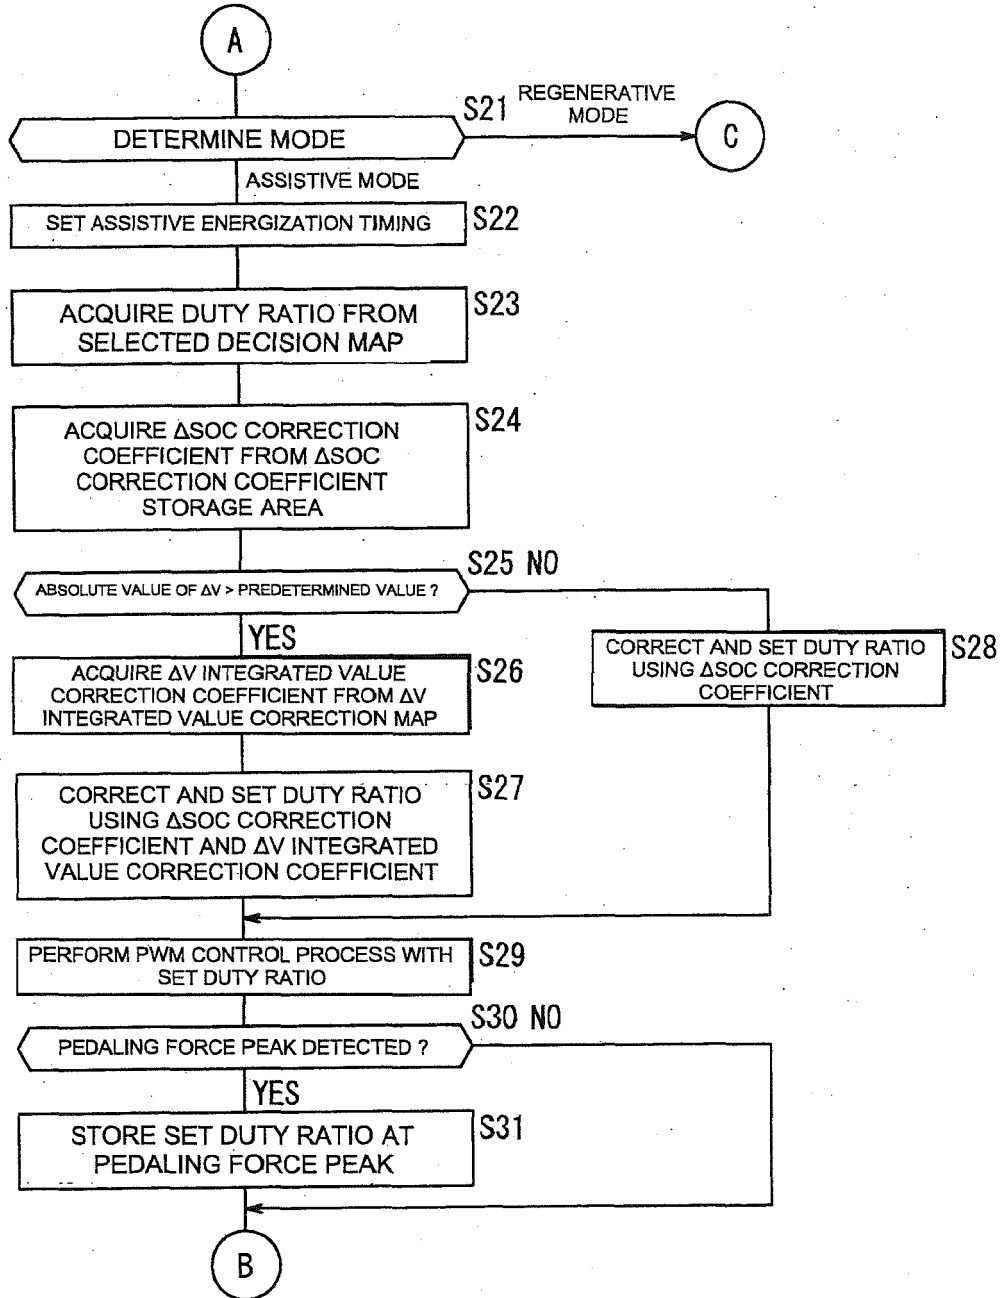 A
S21
REGENERATIVE
MODE
DETERMINE MODE
C
ASSISTIVE MODE
SET ASSISTIVE ENERGIZATION TIMING
S22
ACQUIRE DUTY RATIO FROM
SELECTED DECISION MAP
S23
ACQUIRE ΔSOC CORRECTION
COEFFICIENT FROM ΔSOC
CORRECTION COEFFICIENT
STORAGE AREA
S24
S25 NO
ABSOLUTE VALUE OF ΔV > PREDETERMINED VALUE ?
YES
ACQUIRE ΔV INTEGRATED VALUE
CORRECTION COEFFICIENT FROM ΔV
INTEGRATED VALUE CORRECTION MAP
S26
CORRECT AND SET DUTY RATIO
USING ΔSOC CORRECTION
COEFFICIENT
S28
CORRECT AND SET DUTY RATIO
USING ΔSOC CORRECTION
COEFFICIENT AND ΔV INTEGRATED
VALUE CORRECTION COEFFICIENT
S27
PERFORM PWM CONTROL PROCESS WITH
SET DUTY RATIO
S29
S30 NO
PEDALING FORCE PEAK DETECTED ?
YES
STORE SET DUTY RATIO AT
PEDALING FORCE PEAK
S31
B